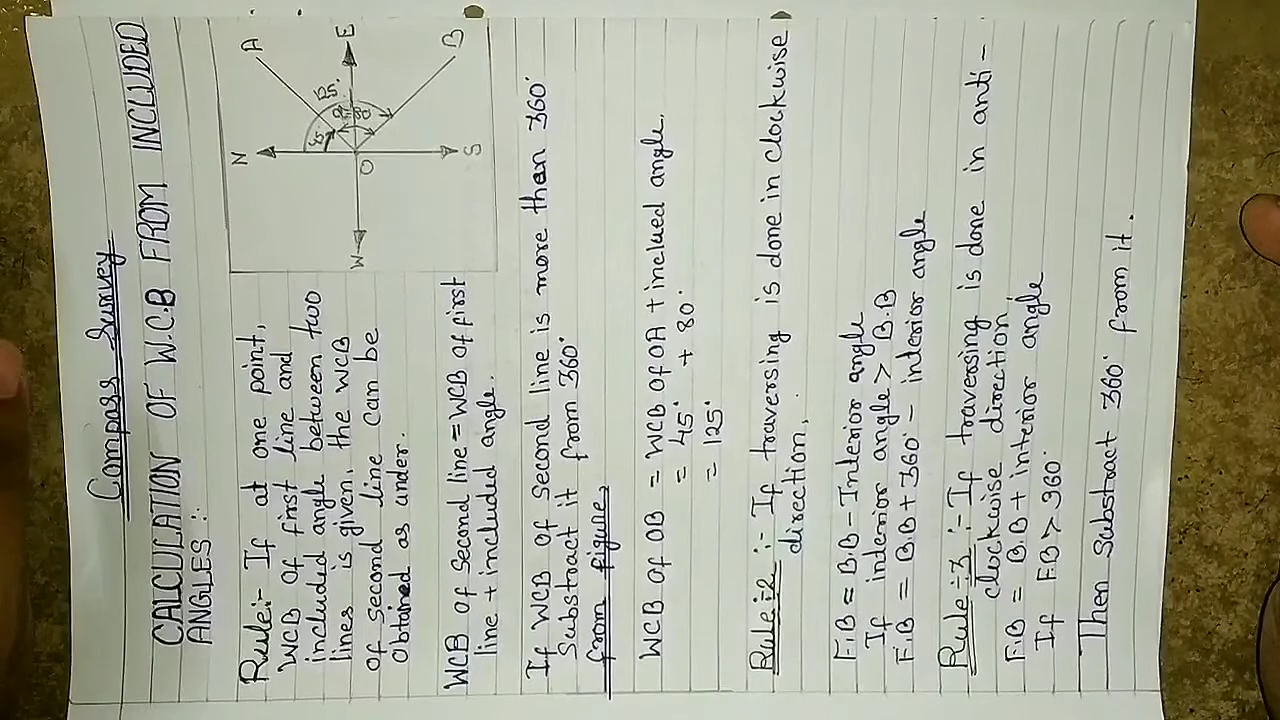 Compass Survey
CALCULATION OF W.C.B FROM INCLUDED
ANGLES :-
Rule:- If at one point,
WCB of first line and
included angle between two
lines is given, the WCB
of second line can be
Obtained as under.
N
A
E
B
S
O
W
45°
125°
80°
WCB of second line = WCB of first
line + included angle.
If WCB of second line is more than 360°
Substract it from 360°
from figure,
WCB OF OB = WCB OF OA + inclued angle.
= 45° + 80°
= 125°
Rule:-2 :- If traversing is done in clockwise
direction,
F.B = B.B - Interior angle
If interior angle > B.B
F.B = B.B + 360° - interior angle
Rule :-3 :- If traversing is done in anti-
clockwise direction
F.B = B.B + interior angle
If F.B > 360°
Then Substract 360° from it.